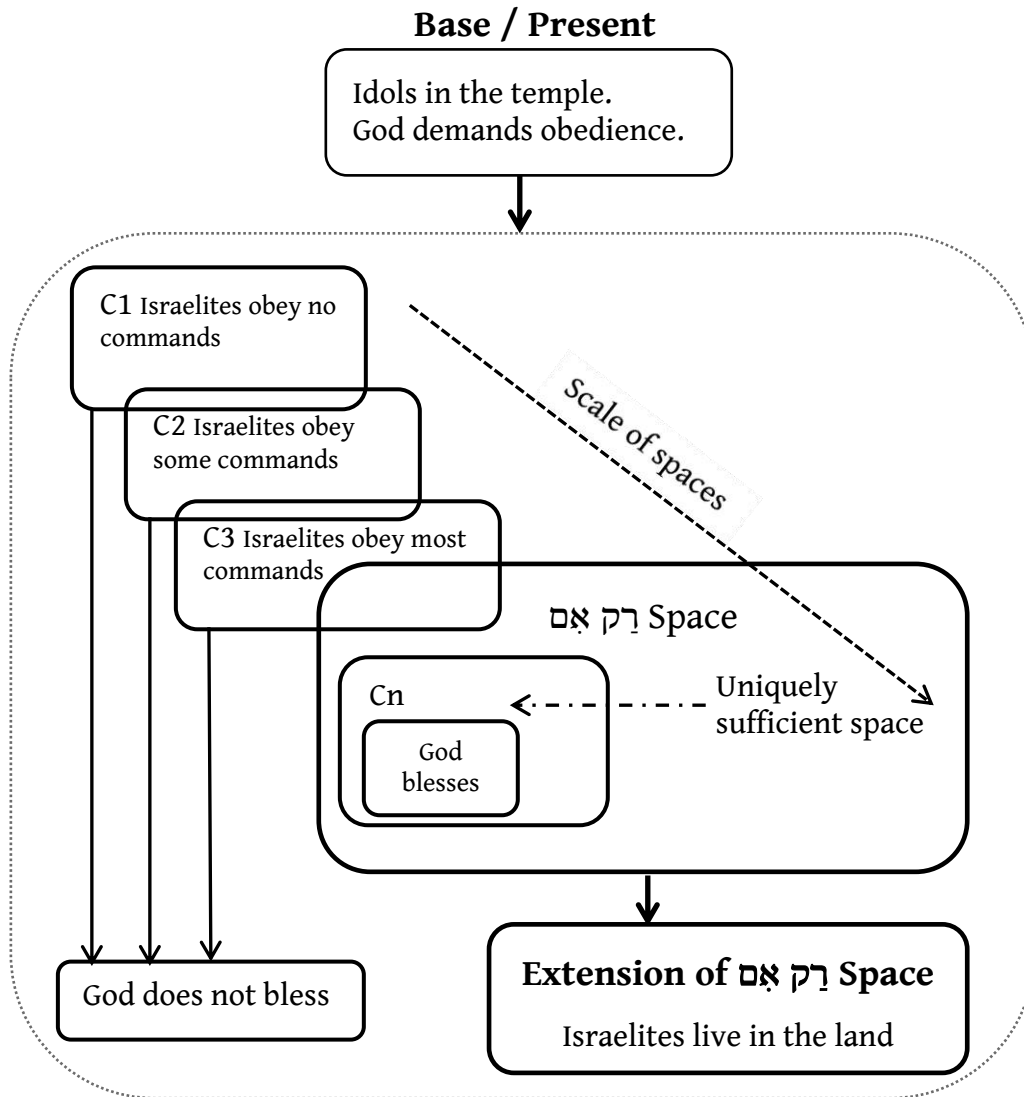 Base / Present
Idols in the temple.
God demands obedience.
C1 Israelites obey no
commands
C2 Israelites obey
some commands
C3 Israelites obey most
commands
Scale of spaces
רַק אִם Space
Cn
God
blesses
Uniquely
sufficient space
God does not bless
Extension of רַק אִם Space
Israelites live in the land